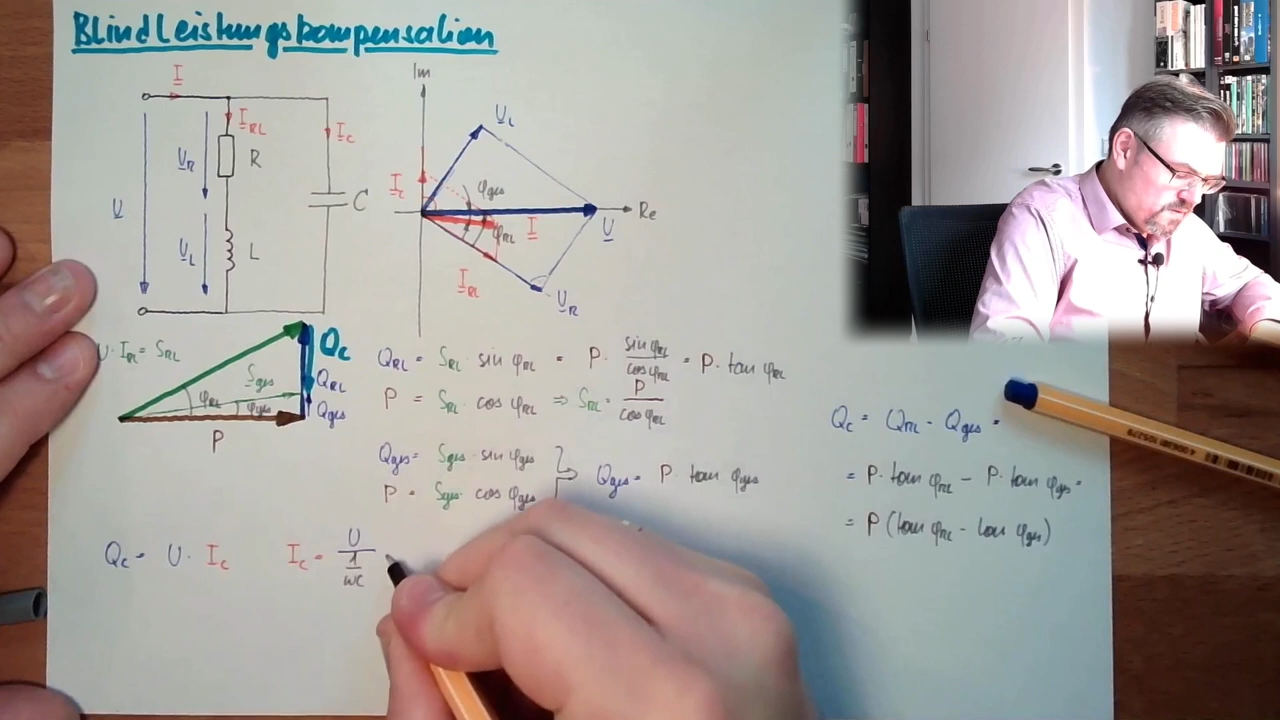 Blindleistungskompensation
I
I_RL
I_C
U_R
R
C
U
U_L
L
Im
U_L
I_C
φ_ges
Re
I
U
φ_RL
I_RL
U_R
U · I_RL = S_RL
Q_C
S_ges
Q_RL
φ_RL
φ_ges
Q_ges
P
Q_RL = S_RL · sin φ_RL = P · sin φ_RL / cos φ_RL = P · tan φ_RL
P = S_RL · cos φ_RL ⇒ S_RL = P / cos φ_RL
Q_ges = S_ges · sin φ_ges
P = S_ges · cos φ_ges
Q_ges = P · tan φ_ges
Q_C = Q_RL - Q_ges =
= P · tan φ_RL - P · tan φ_ges =
= P (tan φ_RL - tan φ_ges)
Q_C = U · I_C
I_C = U / (1 / ωC)